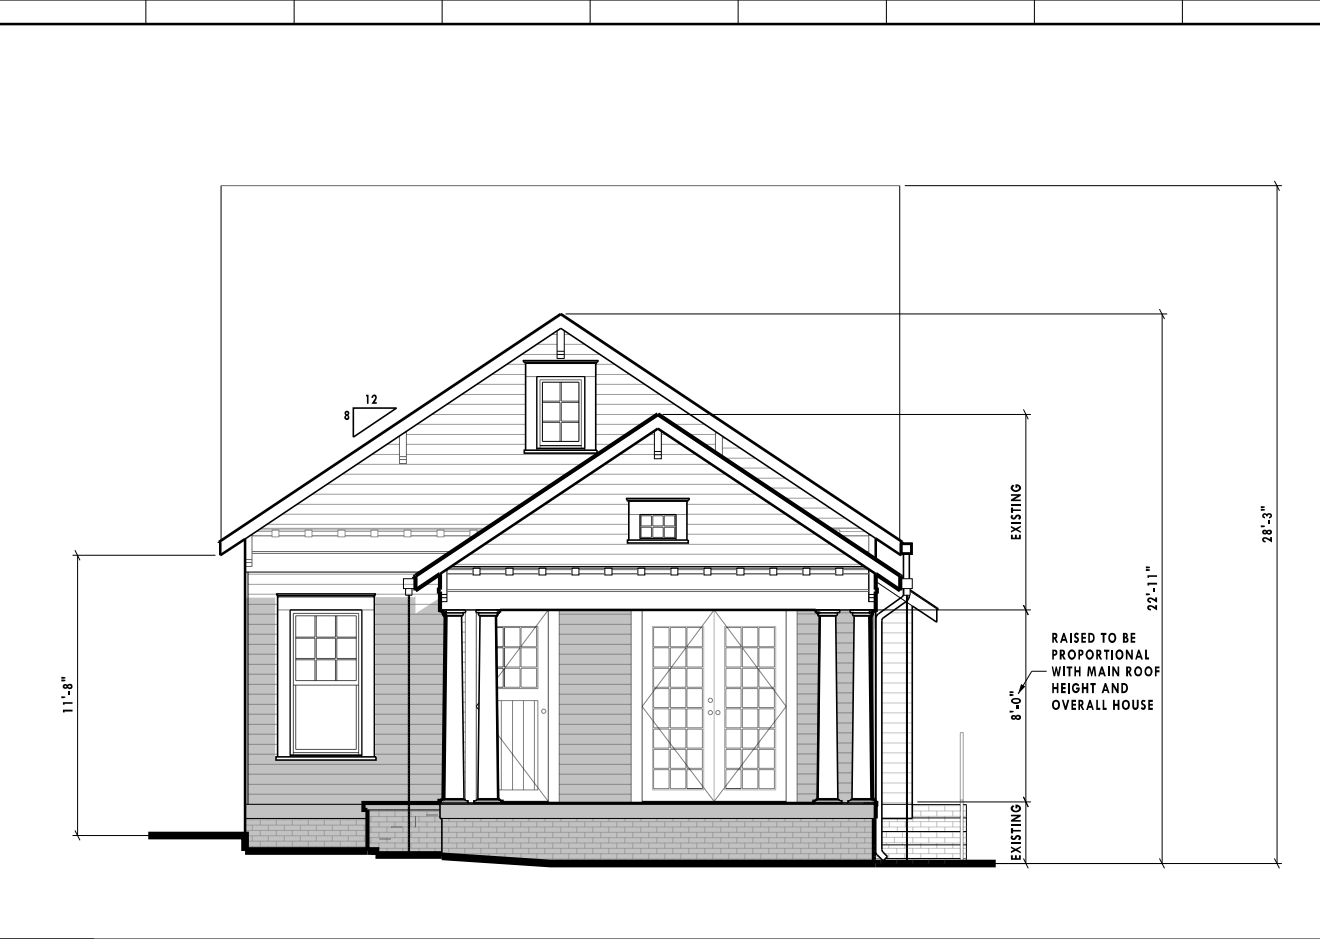 12
8
EXISTING
28'-3"
22'-11"
RAISED TO BE
PROPORTIONAL
WITH MAIN ROOF
HEIGHT AND
OVERALL HOUSE
8'-0"
11'-8"
EXISTING